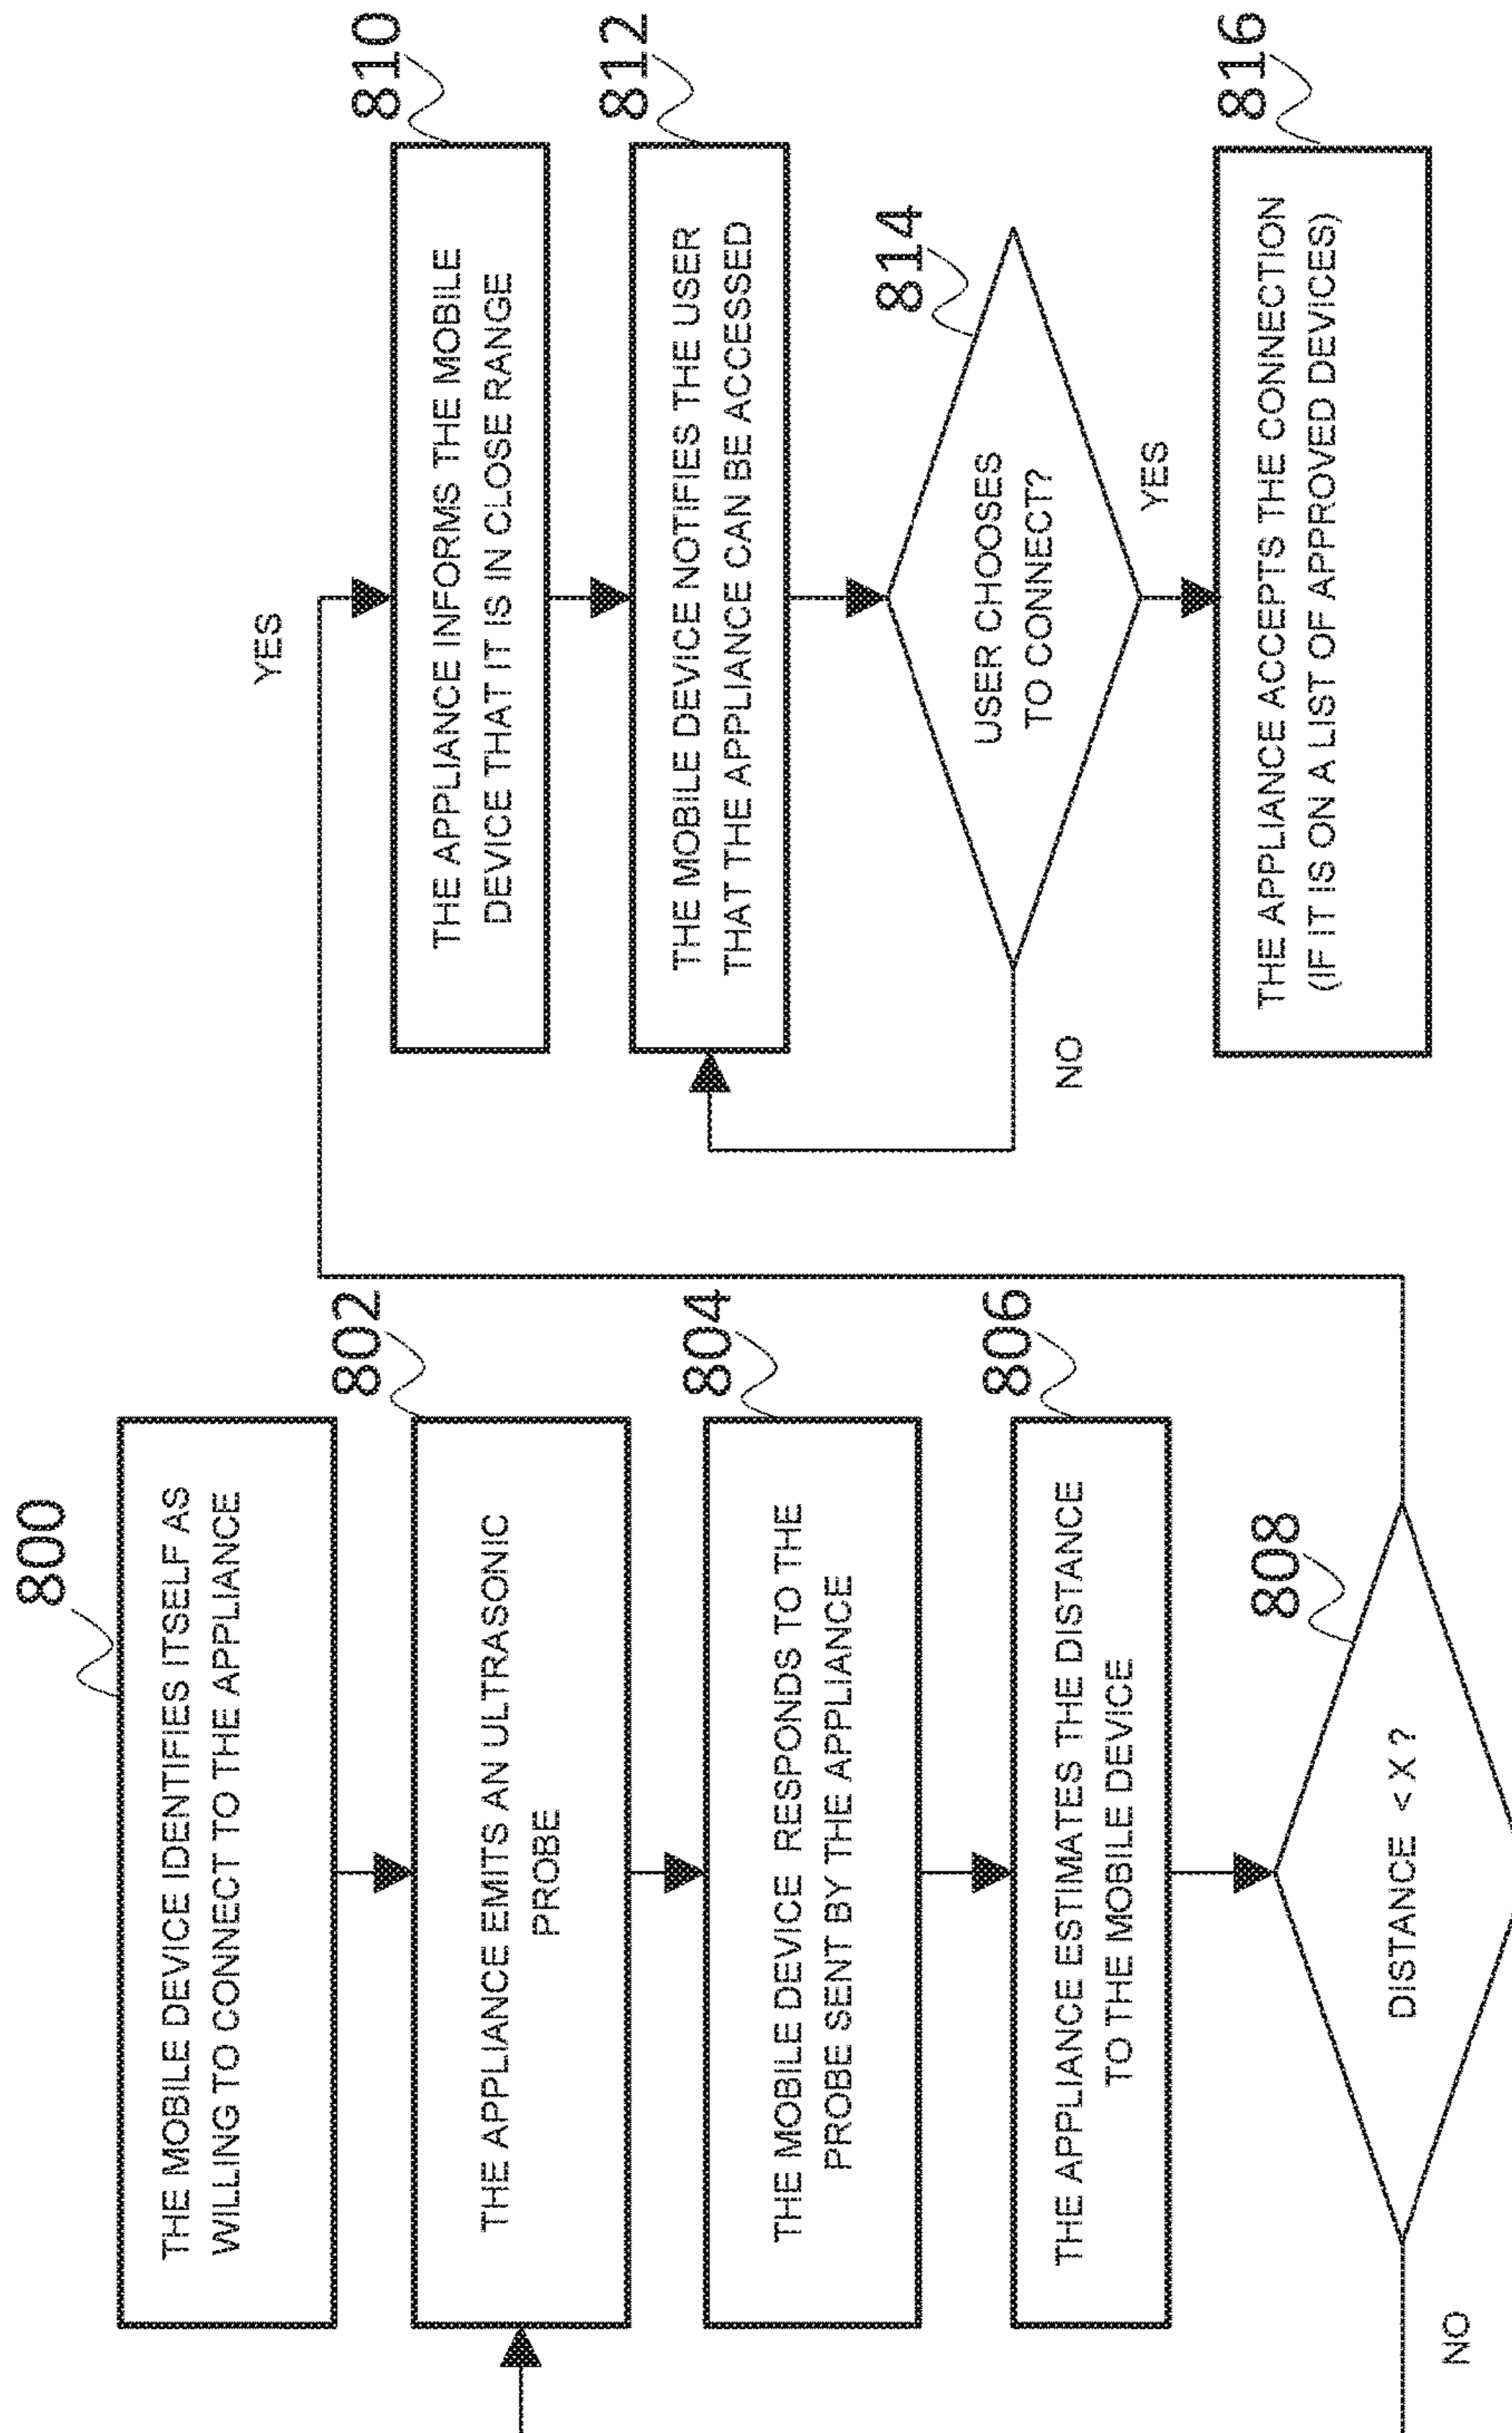 800
THE MOBILE DEVICE IDENTIFIES ITSELF AS
WILLING TO CONNECT TO THE APPLIANCE
802
THE APPLIANCE EMITS AN ULTRASONIC
PROBE
804
THE MOBILE DEVICE RESPONDS TO THE
PROBE SENT BY THE APPLIANCE
806
THE APPLIANCE ESTIMATES THE DISTANCE
TO THE MOBILE DEVICE
808
DISTANCE < X ?
NO
YES
810
THE APPLIANCE INFORMS THE MOBILE
DEVICE THAT IT IS IN CLOSE RANGE
812
THE MOBILE DEVICE NOTIFIES THE USER
THAT THE APPLIANCE CAN BE ACCESSED
814
USER CHOOSES
TO CONNECT?
NO
YES
816
THE APPLIANCE ACCEPTS THE CONNECTION
(IF IT IS ON A LIST OF APPROVED DEVICES)